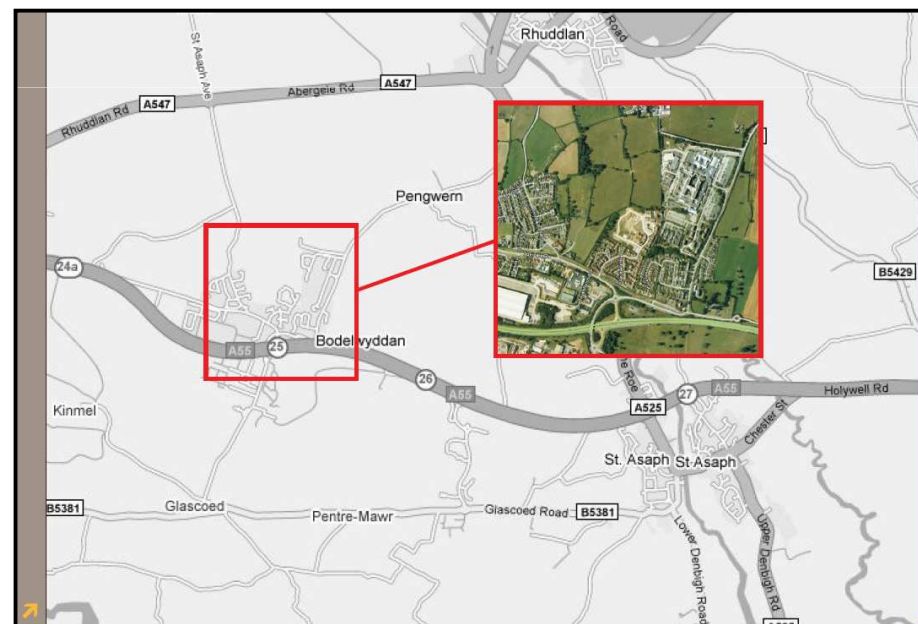 Rhuddlan
Road
St Asaph Ave
A547
Abergele Rd
A547
Rhuddlan Rd
Pengwern
24a
B5429
25
A55
Bodelwyddan
26
A55
27
A55
Holywell Rd
Kinmel
A525
Chester St
St. Asaph
St Asaph
B5381
Glascoed
Pentre-Mawr
Glascoed Road
B5381
Lower Denbigh Road
Upper Denbigh Rd